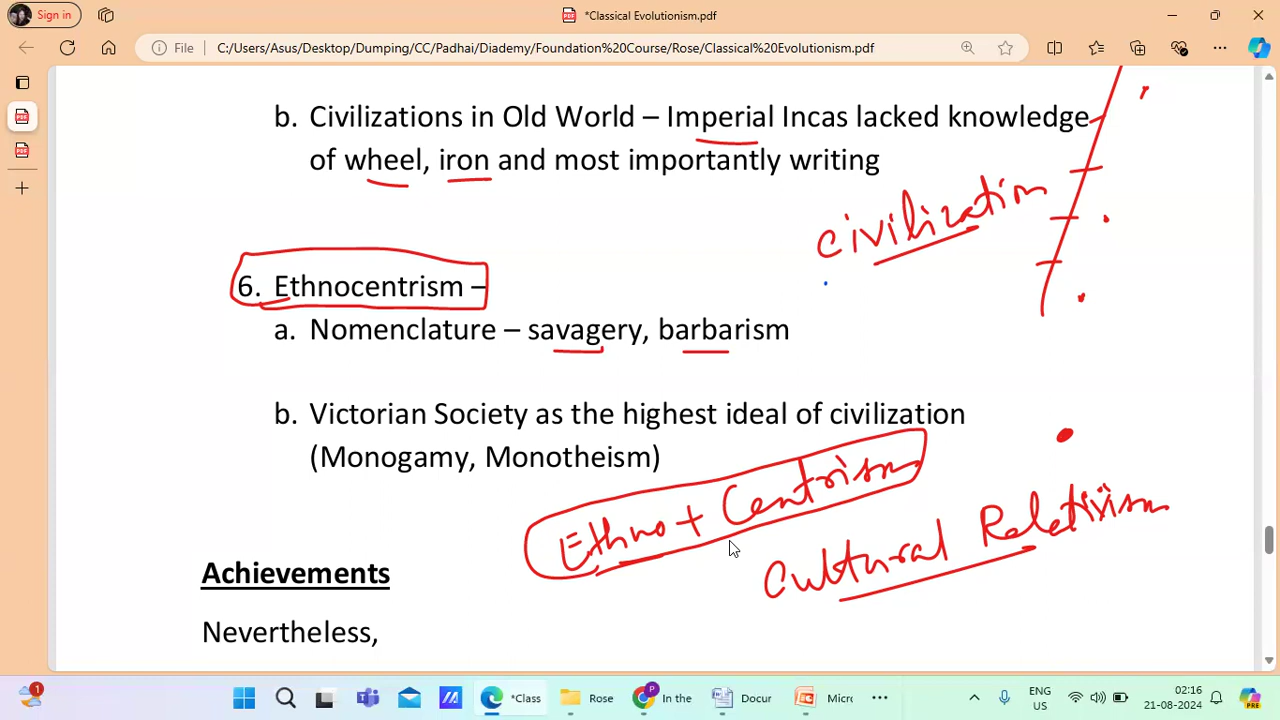 Sign in
*Classical Evolutionism.pdf
File C:/Users/Asus/Desktop/Dumping/CC/Padhai/Diademy/Foundation%20Course/Rose/Classical%20Evolutionism.pdf
b. Civilizations in Old World – Imperial Incas lacked knowledge
of wheel, iron and most importantly writing
civilization
6. Ethnocentrism –
a. Nomenclature – savagery, barbarism
b. Victorian Society as the highest ideal of civilization
(Monogamy, Monotheism)
Ethno + Centrism
Cultural Relativism
Achievements
Nevertheless,
1 *Class Rose In the Docur Micro ENG 02:16
US 21-08-2024